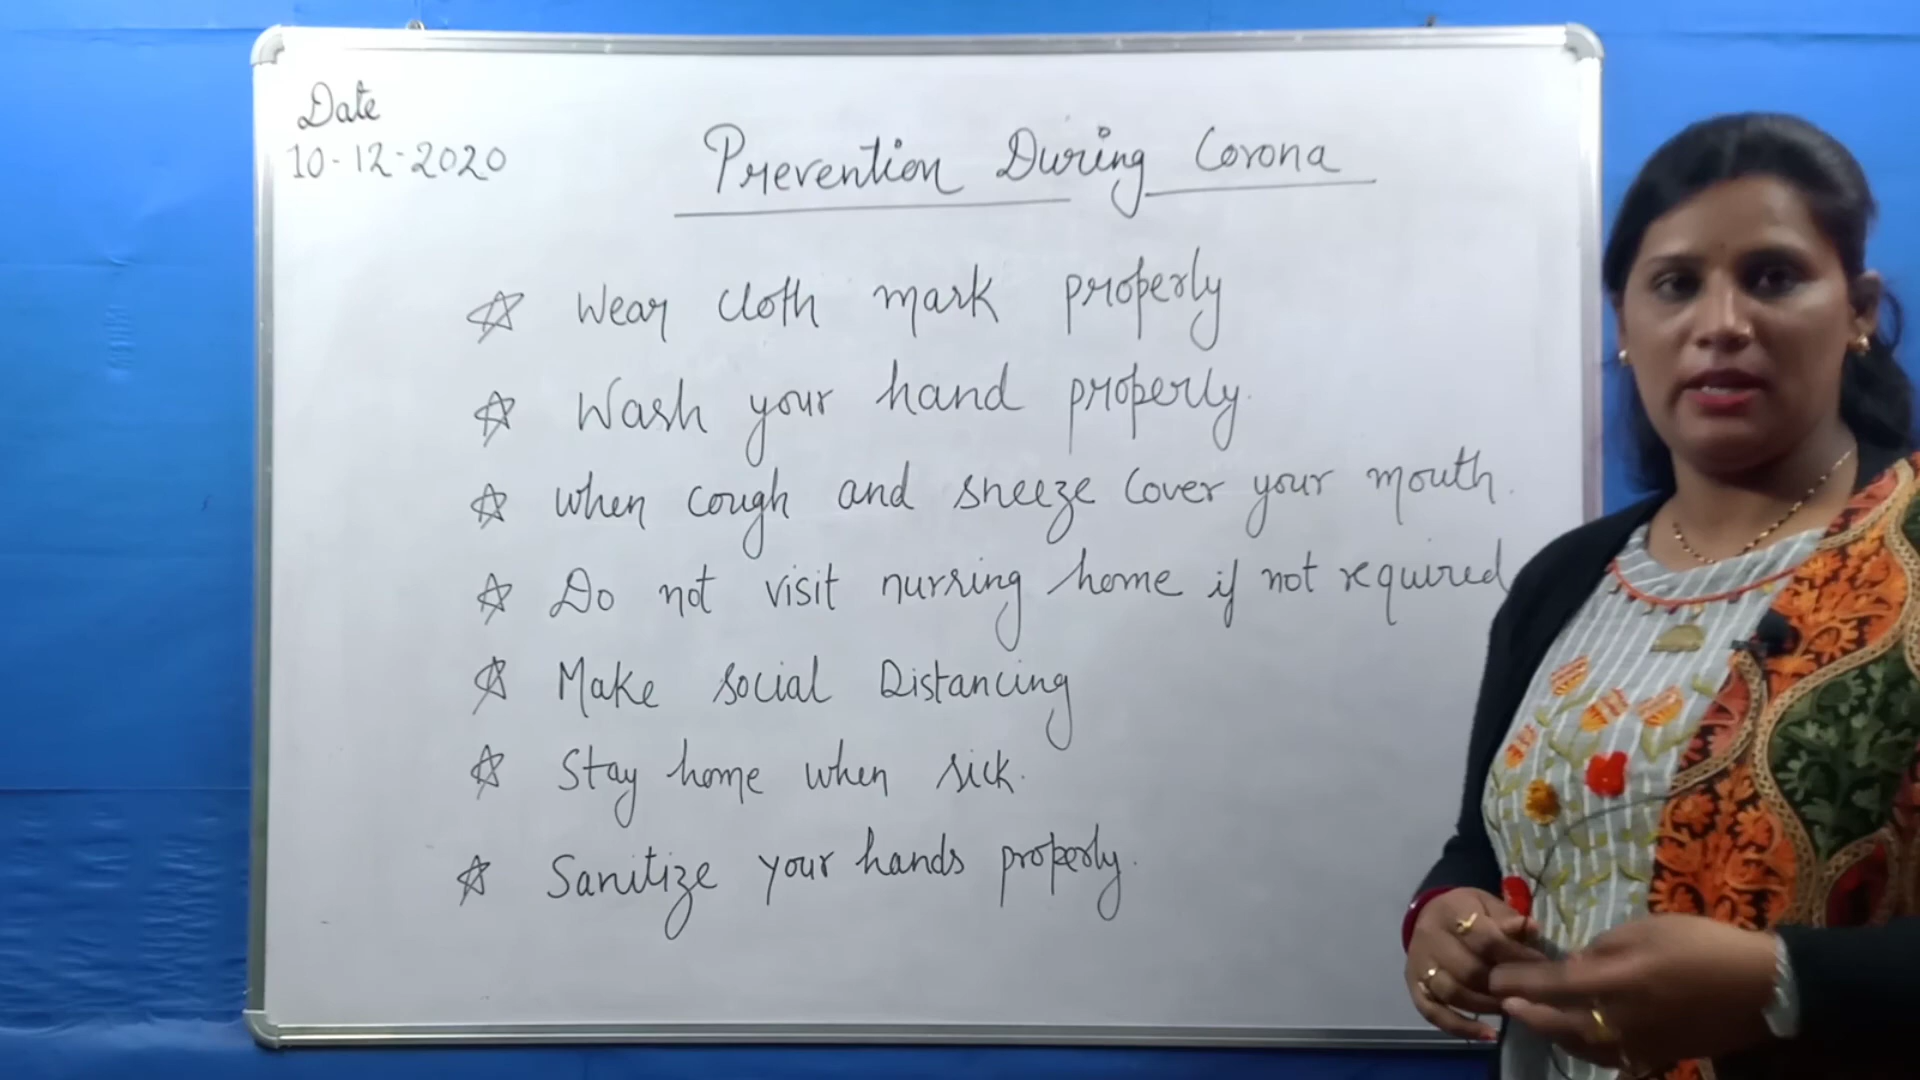 Date
10-12-2020
Prevention During Corona
☆ Wear cloth mark properly
☆ Wash your hand properly.
☆ when cough and sneeze cover your mouth.
☆ Do not visit nursing home if not required
☆ Make social Distancing
☆ Stay home when sick.
☆ Sanitize your hands properly.